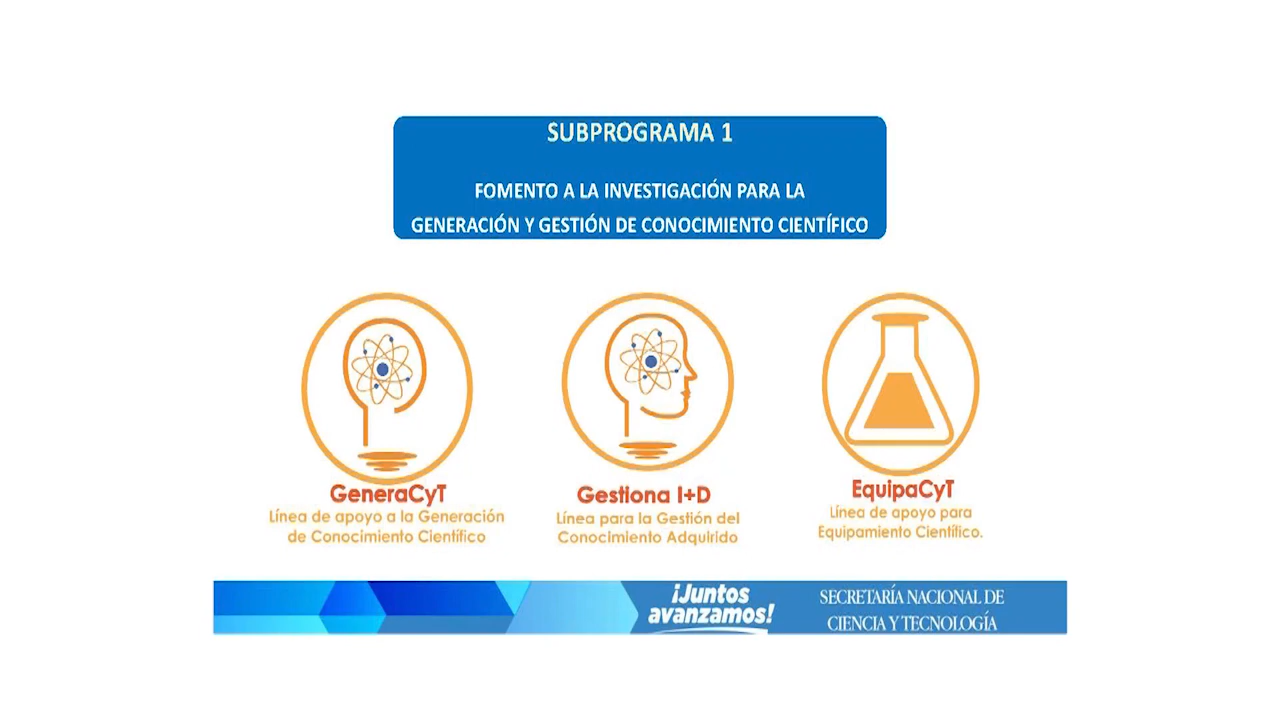 SUBPROGRAMA 1
FOMENTO A LA INVESTIGACIÓN PARA LA
GENERACIÓN Y GESTIÓN DE CONOCIMIENTO CIENTÍFICO
GeneraCyT
Línea de apoyo a la Generación
de Conocimiento Científico
Gestiona I+D
Línea para la Gestión del
Conocimiento Adquirido
EquipaCyT
Línea de apoyo para
Equipamiento Científico.
¡Juntos
avanzamos!
SECRETARÍA NACIONAL DE
CIENCIA Y TECNOLOGÍA